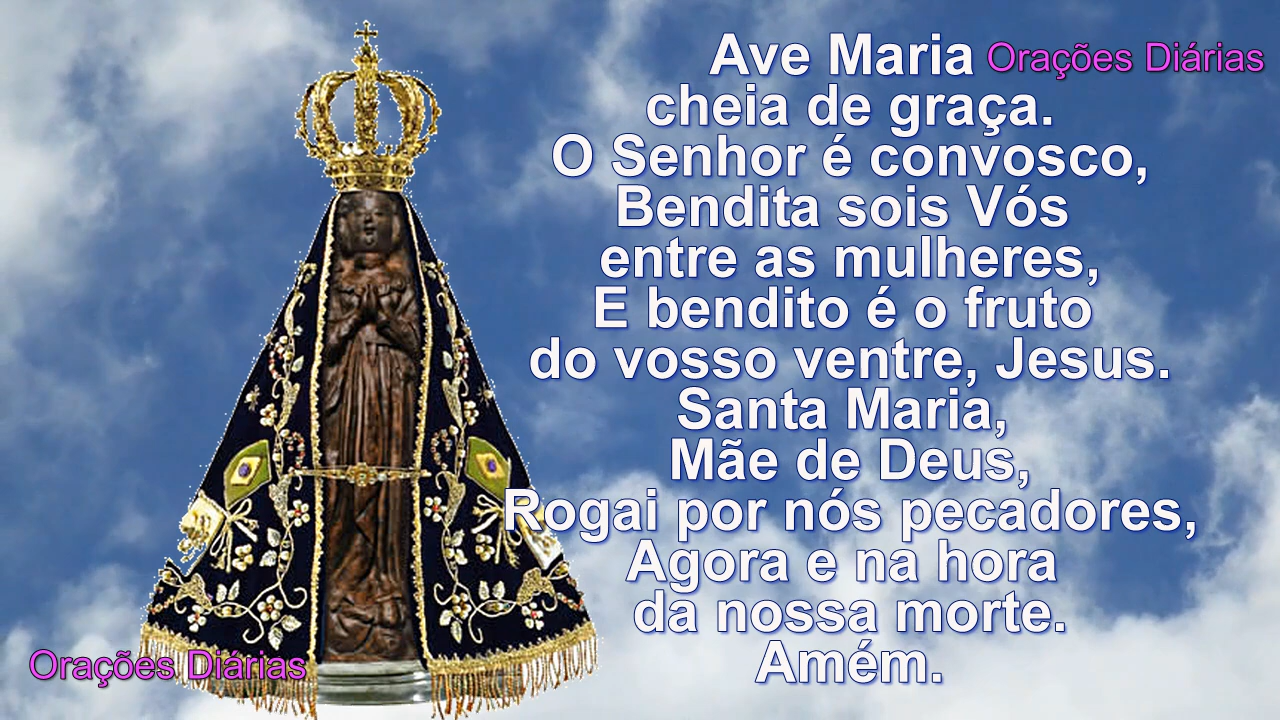 Ave Maria Orações Diárias
cheia de graça.
O Senhor é convosco,
Bendita sois Vós
entre as mulheres,
E bendito é o fruto
do vosso ventre, Jesus.
Santa Maria,
Mãe de Deus,
Rogai por nós pecadores,
Agora e na hora
da nossa morte.
Amém.
Orações Diárias